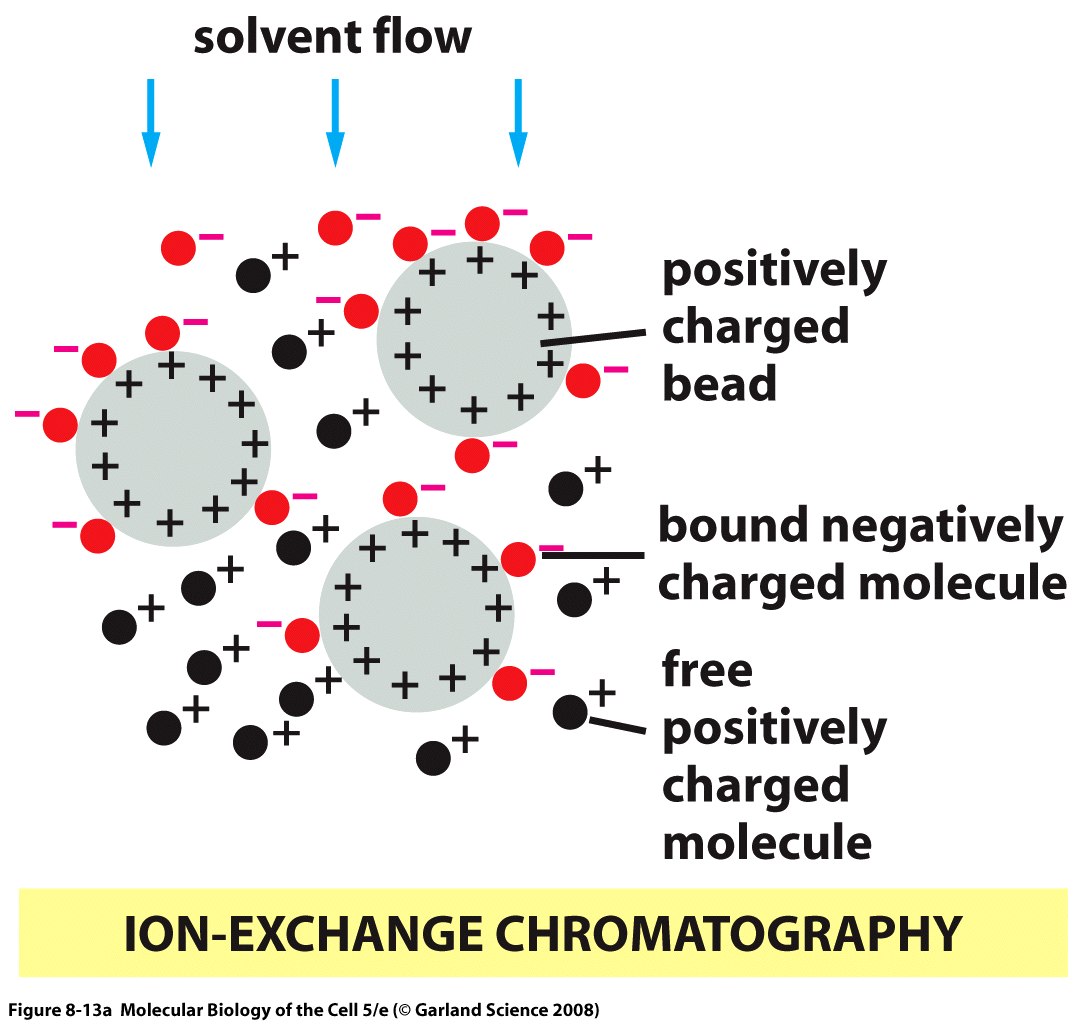 solvent flow
positively
charged
bead
bound negatively
charged molecule
free
positively
charged
molecule
ION-EXCHANGE CHROMATOGRAPHY
Figure 8-13a Molecular Biology of the Cell 5/e (© Garland Science 2008)